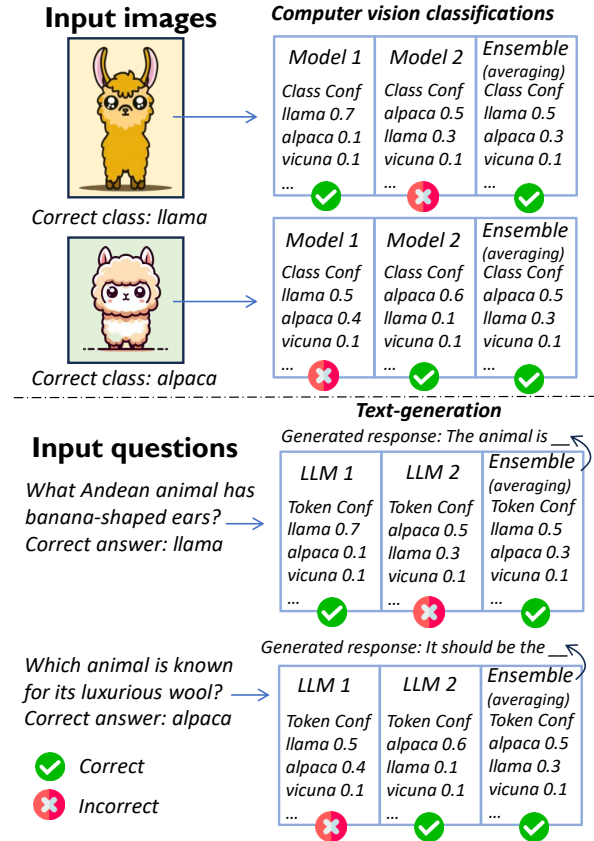 Input images
Computer vision classifications
Model 1
Class Conf
llama 0.7
alpaca 0.1
vicuna 0.1
...
Model 2
Class Conf
alpaca 0.5
llama 0.3
vicuna 0.1
...
Ensemble
(averaging)
Class Conf
llama 0.5
alpaca 0.3
vicuna 0.1
...
Correct class: llama
Model 1
Class Conf
llama 0.5
alpaca 0.4
vicuna 0.1
...
Model 2
Class Conf
alpaca 0.6
llama 0.1
vicuna 0.1
...
Ensemble
(averaging)
Class Conf
alpaca 0.5
llama 0.3
vicuna 0.1
...
Correct class: alpaca
Text-generation
Input questions
Generated response: The animal is __
What Andean animal has
banana-shaped ears?
Correct answer: llama
LLM 1
Token Conf
llama 0.7
alpaca 0.1
vicuna 0.1
...
LLM 2
Token Conf
alpaca 0.5
llama 0.3
vicuna 0.1
...
Ensemble
(averaging)
Token Conf
llama 0.5
alpaca 0.3
vicuna 0.1
...
Generated response: It should be the __
Which animal is known
for its luxurious wool?
Correct answer: alpaca
LLM 1
Token Conf
llama 0.5
alpaca 0.4
vicuna 0.1
...
LLM 2
Token Conf
alpaca 0.6
llama 0.1
vicuna 0.1
...
Ensemble
(averaging)
Token Conf
alpaca 0.5
llama 0.3
vicuna 0.1
...
Correct
Incorrect